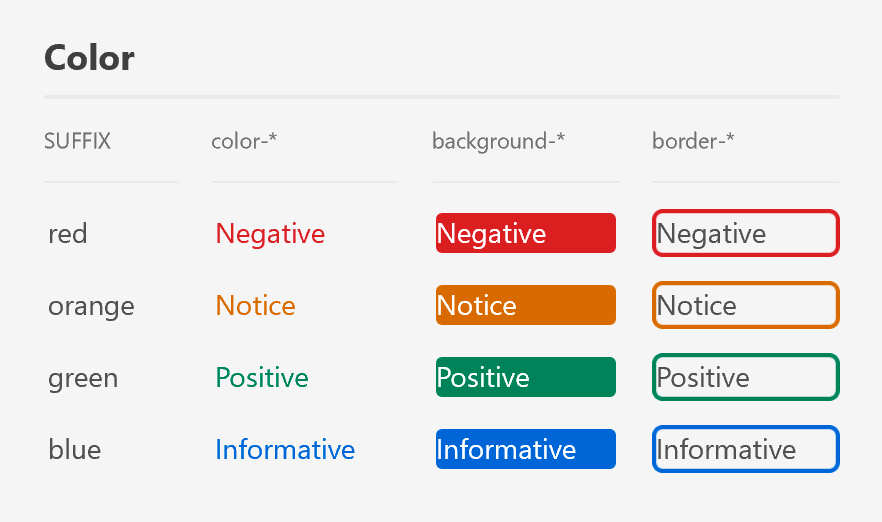 Color
SUFFIX color-* background-* border-*
red Negative Negative Negative
orange Notice Notice Notice
green Positive Positive Positive
blue Informative Informative Informative